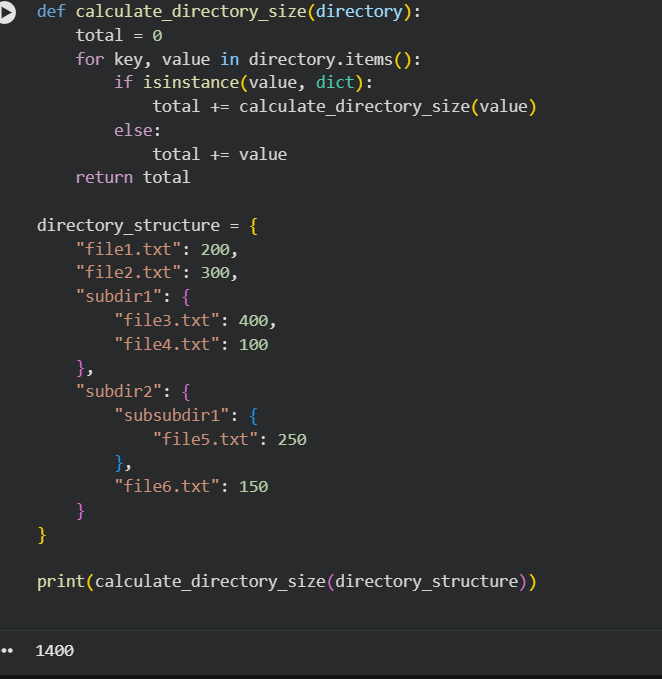 def calculate_directory_size(directory):
    total = 0
    for key, value in directory.items():
        if isinstance(value, dict):
            total += calculate_directory_size(value)
        else:
            total += value
    return total

directory_structure = {
    "file1.txt": 200,
    "file2.txt": 300,
    "subdir1": {
        "file3.txt": 400,
        "file4.txt": 100
    },
    "subdir2": {
        "subsubdir1": {
            "file5.txt": 250
        },
        "file6.txt": 150
    }
}

print(calculate_directory_size(directory_structure))
1400